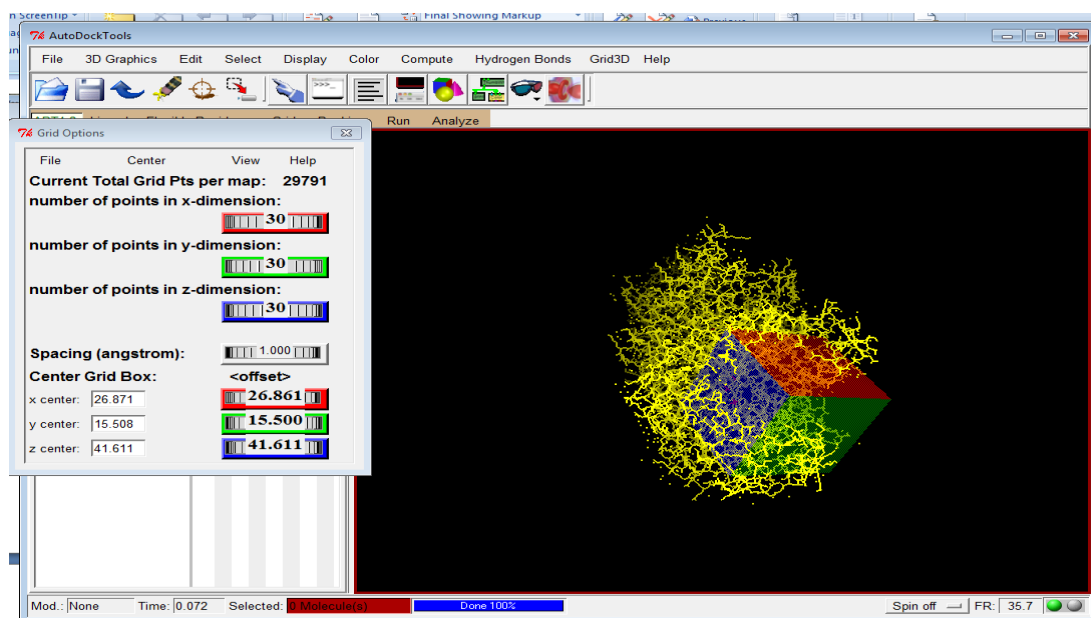 n ScreenTip
Final Showing Markup
Previous
AutoDockTools
File 3D Graphics Edit Select Display Color Compute Hydrogen Bonds Grid3D Help
Run Analyze
Grid Options
File Center View Help
Current Total Grid Pts per map: 29791
number of points in x-dimension:
30
number of points in y-dimension:
30
number of points in z-dimension:
30
Spacing (angstrom): 1.000
Center Grid Box: <offset>
x center: 26.871 26.861
y center: 15.508 15.500
z center: 41.611 41.611
Mod.: None Time: 0.072 Selected: 0 Molecule(s) Done 100% Spin off FR: 35.7